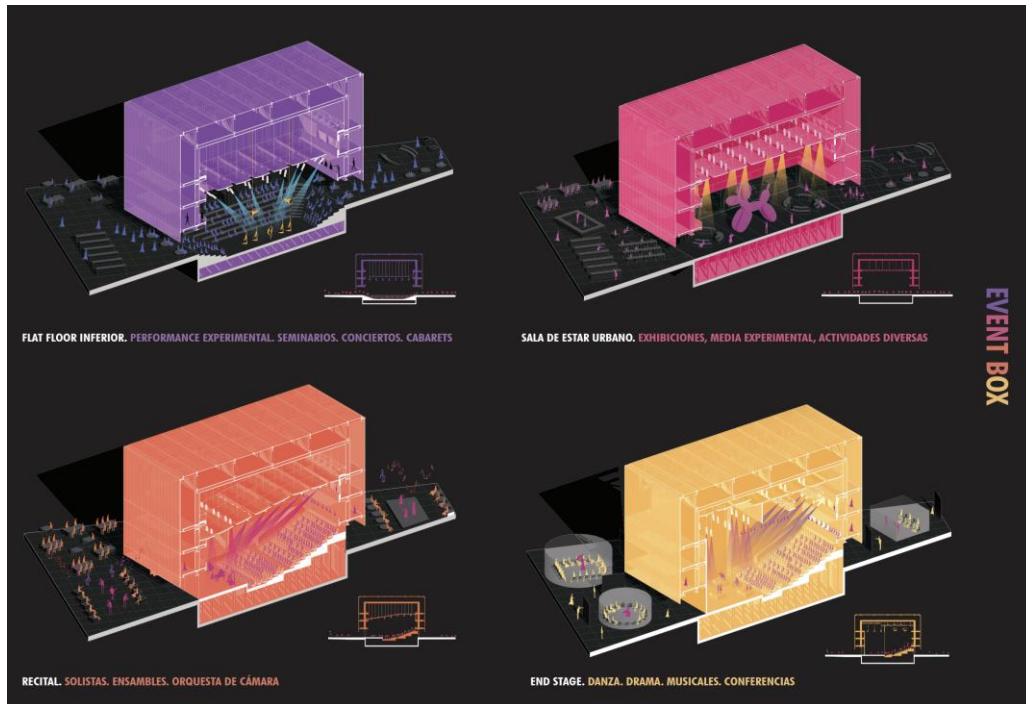 FLAT FLOOR INFERIOR. PERFORMANCE EXPERIMENTAL. SEMINARIOS. CONCIERTOS. CABARETS
SALA DE ESTAR URBANO. EXHIBICIONES, MEDIA EXPERIMENTAL, ACTIVIDADES DIVERSAS
EVENT BOX
RECITAL. SOLISTAS. ENSAMBLES. ORQUESTA DE CÁMARA
END STAGE. DANZA. DRAMA. MUSICALES. CONFERENCIAS